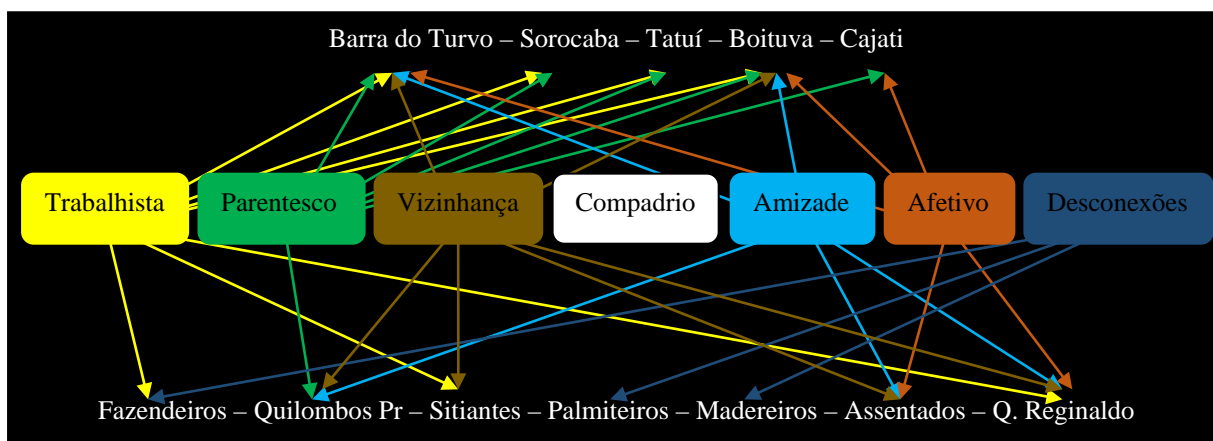 Barra do Turvo – Sorocaba – Tatuí – Boituva – Cajati
Trabalhista Parentesco Vizinhança Compadrio Amizade Afetivo Desconexões
Fazendeiros – Quilombos Pr – Sitiantes – Palmiteiros – Madereiros – Assentados – Q. Reginaldo